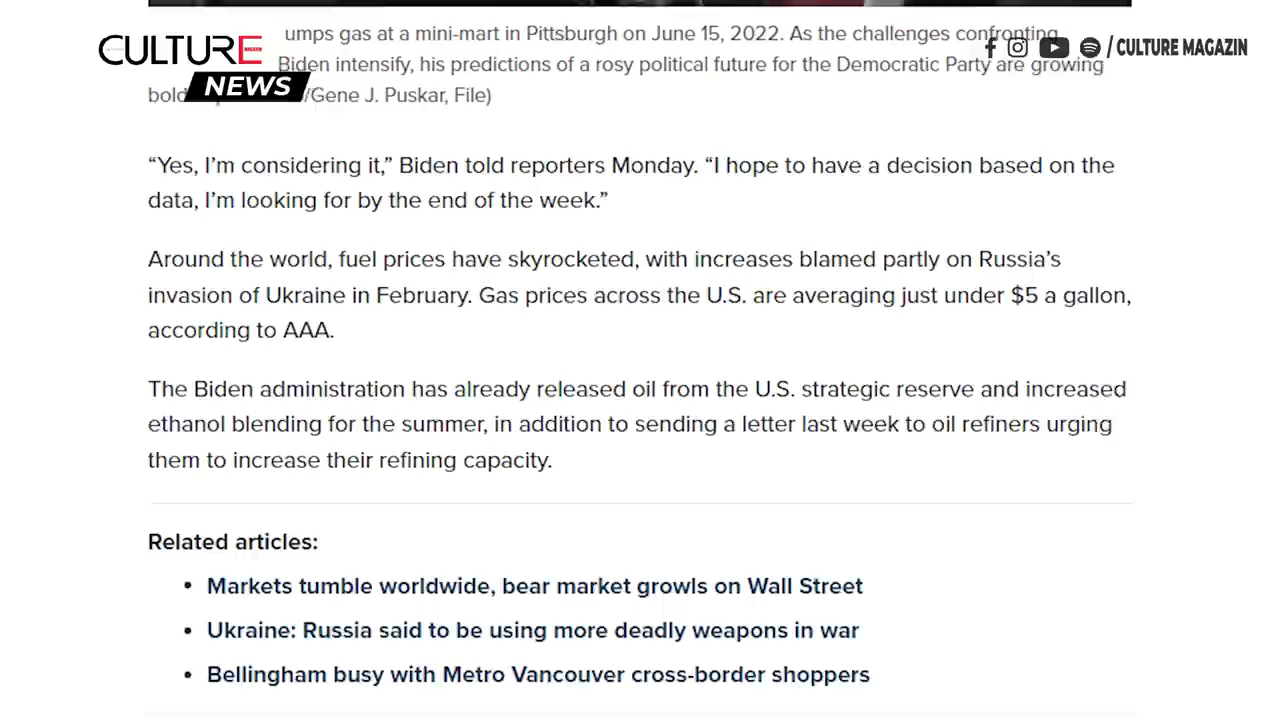 CULTURE
NEWS
/ CULTURE MAGAZIN
umps gas at a mini-mart in Pittsburgh on June 15, 2022. As the challenges confronting
Biden intensify, his predictions of a rosy political future for the Democratic Party are growing
bold /Gene J. Puskar, File)
“Yes, I’m considering it,” Biden told reporters Monday. “I hope to have a decision based on the
data, I’m looking for by the end of the week.”
Around the world, fuel prices have skyrocketed, with increases blamed partly on Russia’s
invasion of Ukraine in February. Gas prices across the U.S. are averaging just under $5 a gallon,
according to AAA.
The Biden administration has already released oil from the U.S. strategic reserve and increased
ethanol blending for the summer, in addition to sending a letter last week to oil refiners urging
them to increase their refining capacity.
Related articles:
• Markets tumble worldwide, bear market growls on Wall Street
• Ukraine: Russia said to be using more deadly weapons in war
• Bellingham busy with Metro Vancouver cross-border shoppers